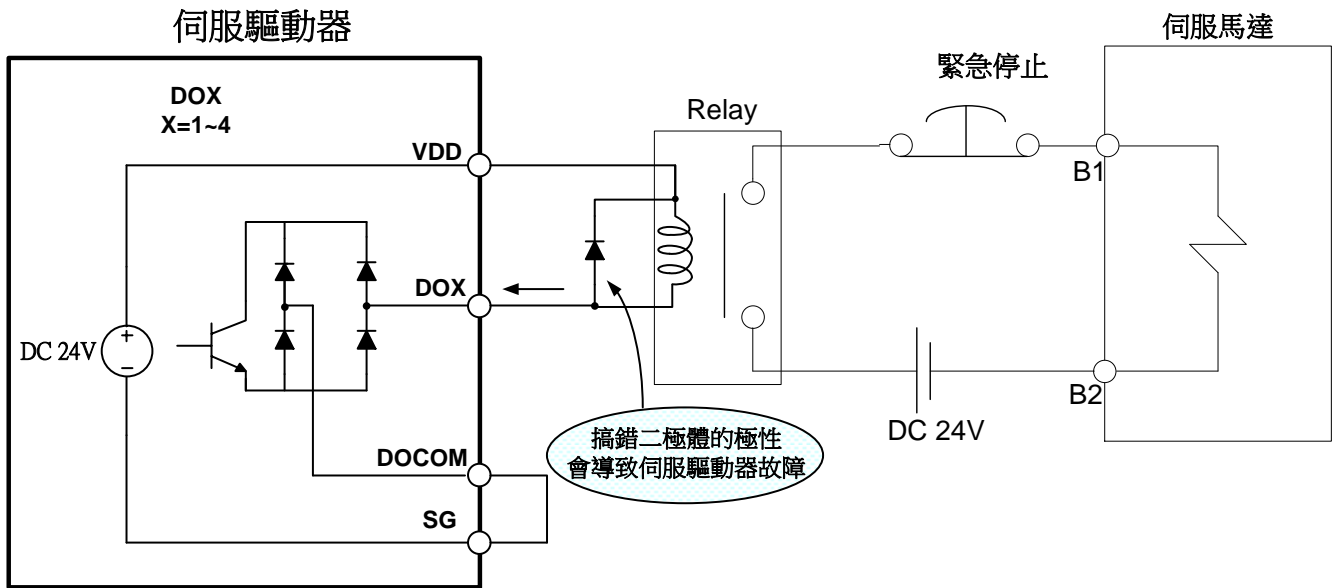 伺服驅動器
伺服馬達
緊急停止
DOX
X=1~4
Relay
VDD
B1
DOX
+
DC 24V
−
B2
DC 24V
搞錯二極體的極性
會導致伺服驅動器故障
DOCOM
SG